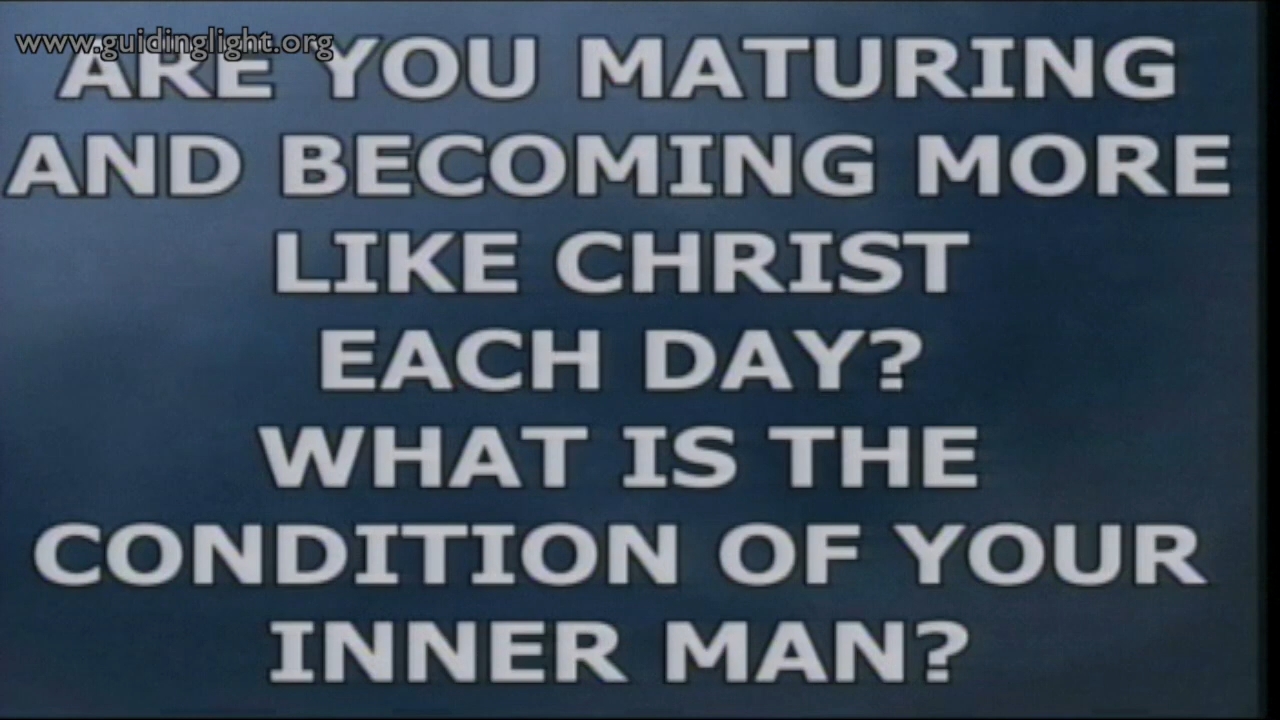 www.guidinglight.org
ARE YOU MATURING
AND BECOMING MORE
LIKE CHRIST
EACH DAY?
WHAT IS THE
CONDITION OF YOUR
INNER MAN?